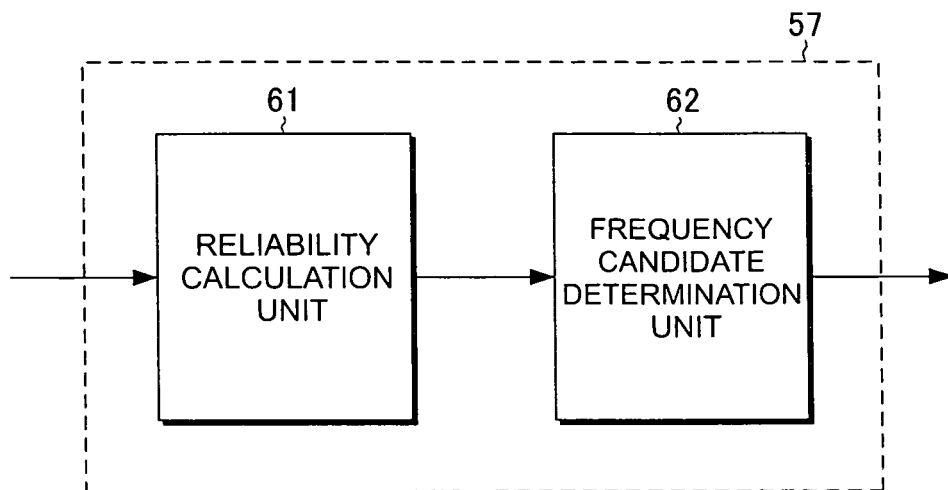 57
61
62
RELIABILITY
CALCULATION
UNIT
FREQUENCY
CANDIDATE
DETERMINATION
UNIT